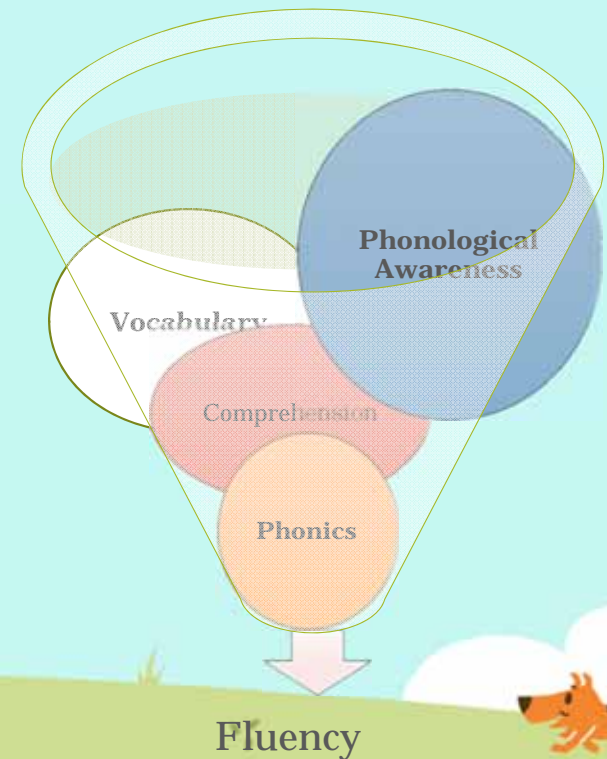 Phonological
Awareness
Vocabulary
Comprehension
Phonics
Fluency